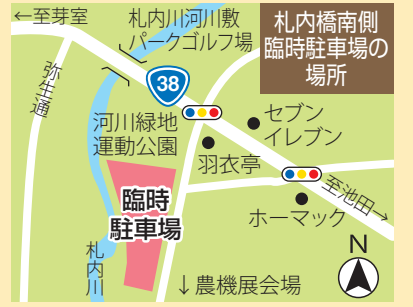 ←至芽室
札内川河川敷
パークゴルフ場
札内橋南側
臨時駐車場の
場所
弥生通
38
河川緑地
運動公園
セブン
イレブン
羽衣亭
至池田→
ホーマック
臨時
駐車場
札内川
↓農機展会場
N